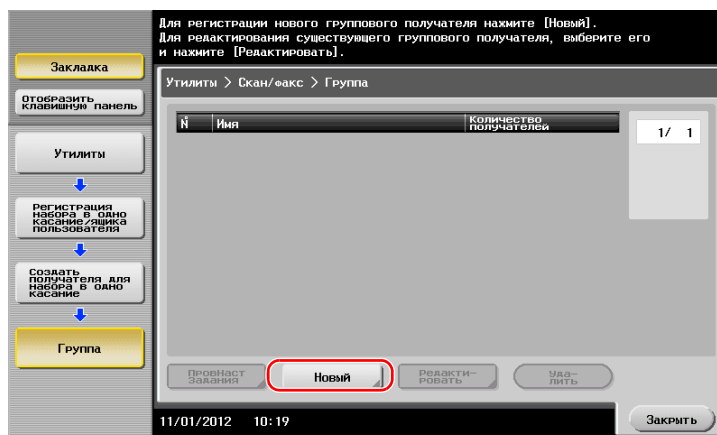 Для регистрации нового группового получателя нажмите [Новый].
Для редактирования существующего группового получателя, выберите его
и нажмите [Редактировать].
Закладка
Отобразить
клавишную панель
Утилиты
Регистрация
набора в одно
касание/ящика
пользователя
Создать
получателя для
набора в одно
касание
Группа
Утилиты > Скан/факс > Группа
№ Имя Количество
получателей
1/ 1
ПровНаст
Задания
Новый
Редакти-
ровать
Уда-
лить
11/01/2012 10:19
Закрыть